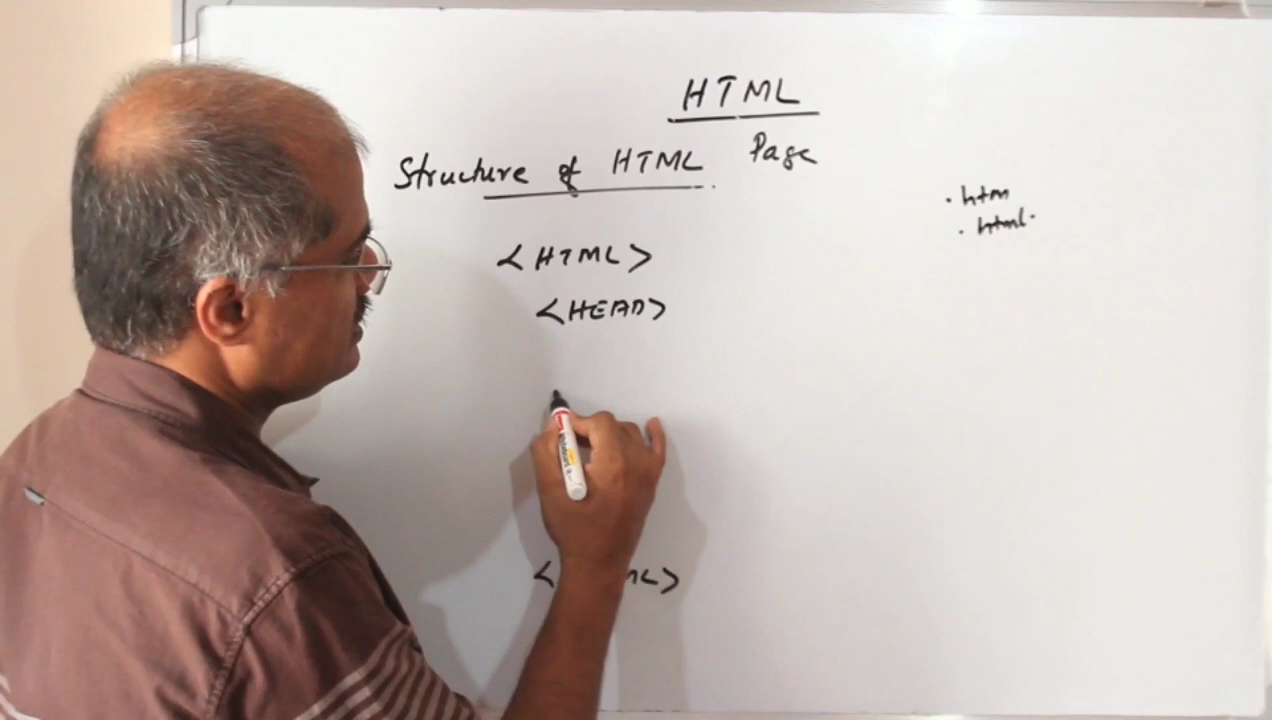 HTML
Structure of HTML Page
.htm
.html.
<HTML>
<HEAD>